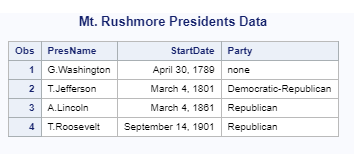 Mt. Rushmore Presidents Data
Obs PresName StartDate Party
1 G.Washington April 30, 1789 none
2 T.Jefferson March 4, 1801 Democratic-Republican
3 A.Lincoln March 4, 1861 Republican
4 T.Roosevelt September 14, 1901 Republican